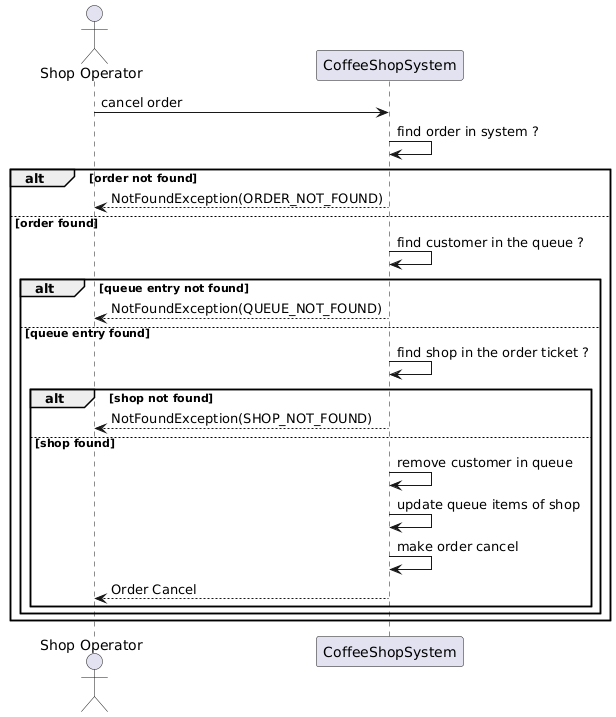 Shop Operator
CoffeeShopSystem
cancel order
find order in system ?
alt [order not found]
NotFoundException(ORDER_NOT_FOUND)
[order found]
find customer in the queue ?
alt [queue entry not found]
NotFoundException(QUEUE_NOT_FOUND)
[queue entry found]
find shop in the order ticket ?
alt [shop not found]
NotFoundException(SHOP_NOT_FOUND)
[shop found]
remove customer in queue
update queue items of shop
make order cancel
Order Cancel
Shop Operator
CoffeeShopSystem